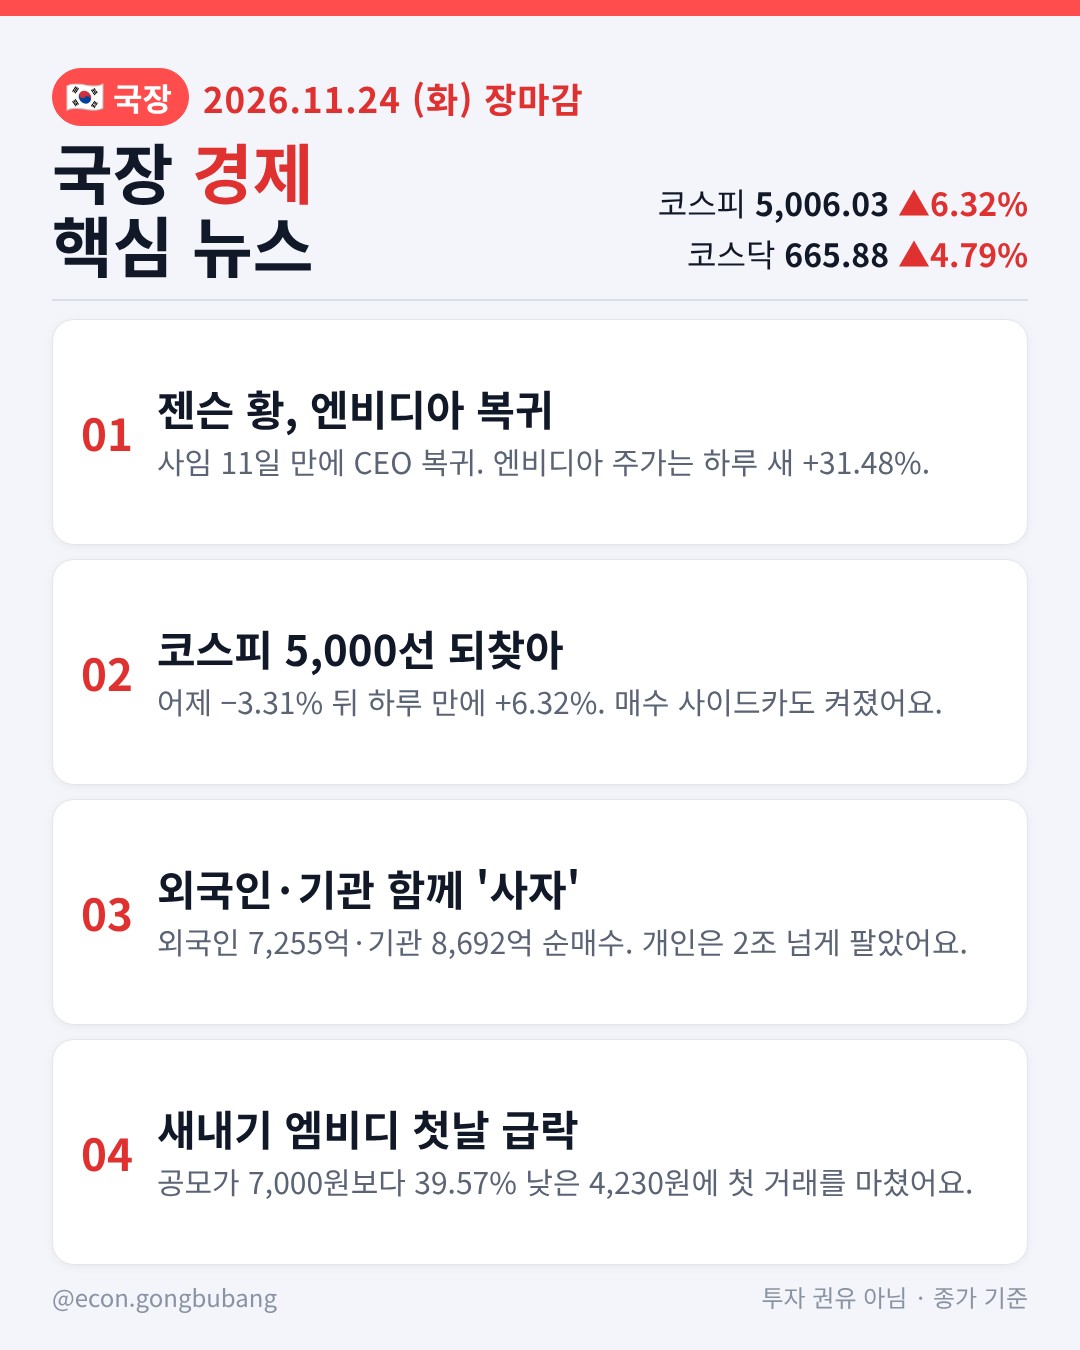 🇰🇷 국장 2026.11.24 (화) 장마감
국장 경제
핵심 뉴스
코스피 5,006.03 ▲6.32%
코스닥 665.88 ▲4.79%
01
젠슨 황, 엔비디아 복귀
사임 11일 만에 CEO 복귀. 엔비디아 주가는 하루 새 +31.48%.
02
코스피 5,000선 되찾아
어제 −3.31% 뒤 하루 만에 +6.32%. 매수 사이드카도 켜졌어요.
03
외국인·기관 함께 '사자'
외국인 7,255억·기관 8,692억 순매수. 개인은 2조 넘게 팔았어요.
04
새내기 엠비디 첫날 급락
공모가 7,000원보다 39.57% 낮은 4,230원에 첫 거래를 마쳤어요.
@econ.gongbubang
투자 권유 아님 · 종가 기준